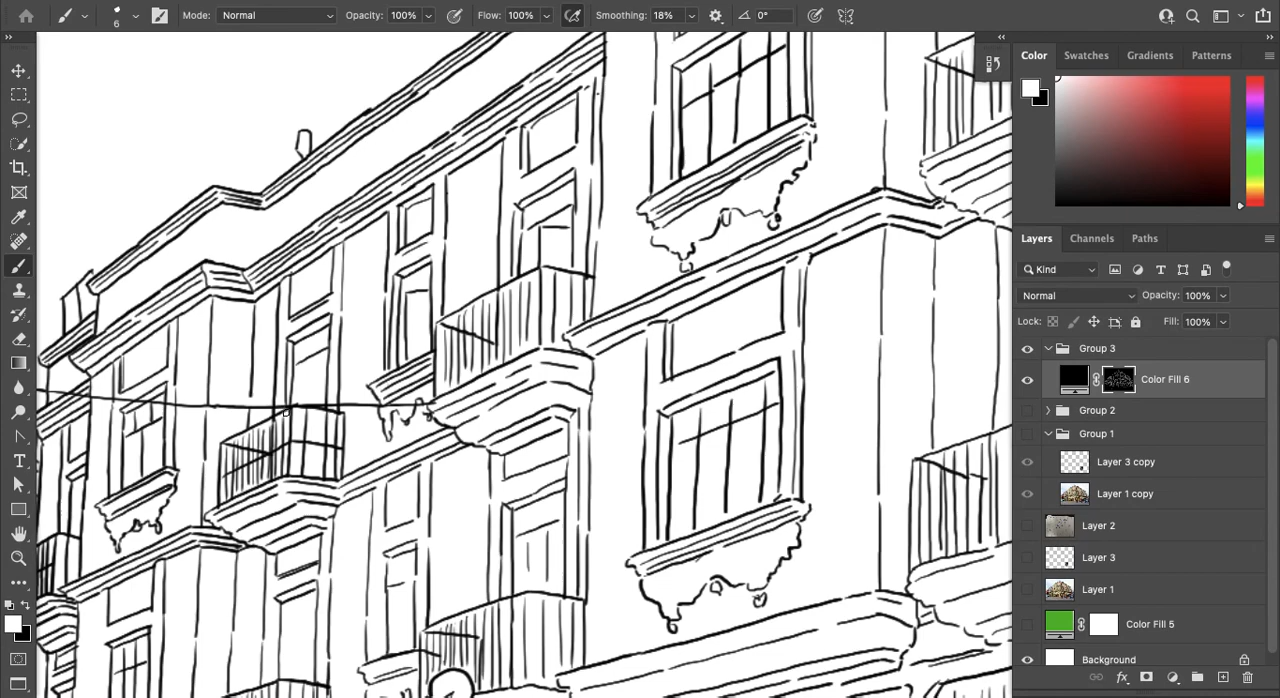 6 Mode: Normal Opacity: 100% Flow: 100% Smoothing: 18% 0°
Color Swatches Gradients Patterns
Layers Channels Paths
Kind
Normal Opacity: 100%
Lock: Fill: 100%
Group 3
Color Fill 6
Group 2
Group 1
Layer 3 copy
Layer 1 copy
Layer 2
Layer 3
Layer 1
Color Fill 5
Background